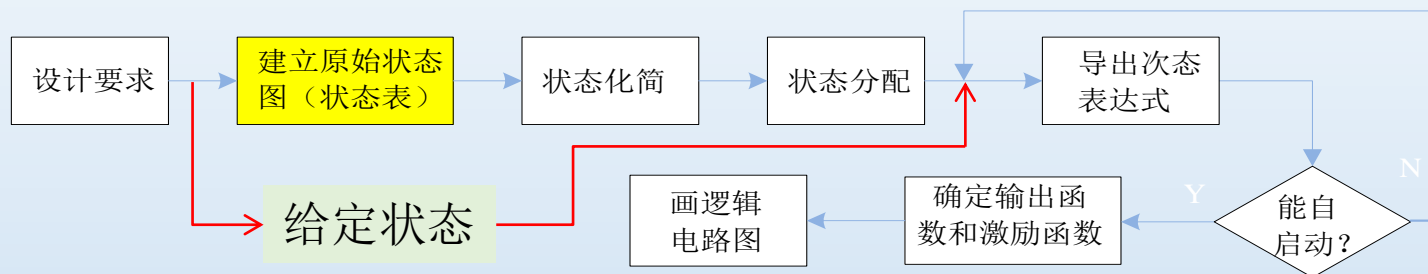 设计要求
建立原始状态
图（状态表）
状态化简
状态分配
导出次态
表达式
给定状态
画逻辑
电路图
确定输出函
数和激励函数
Y
能自
启动?
N